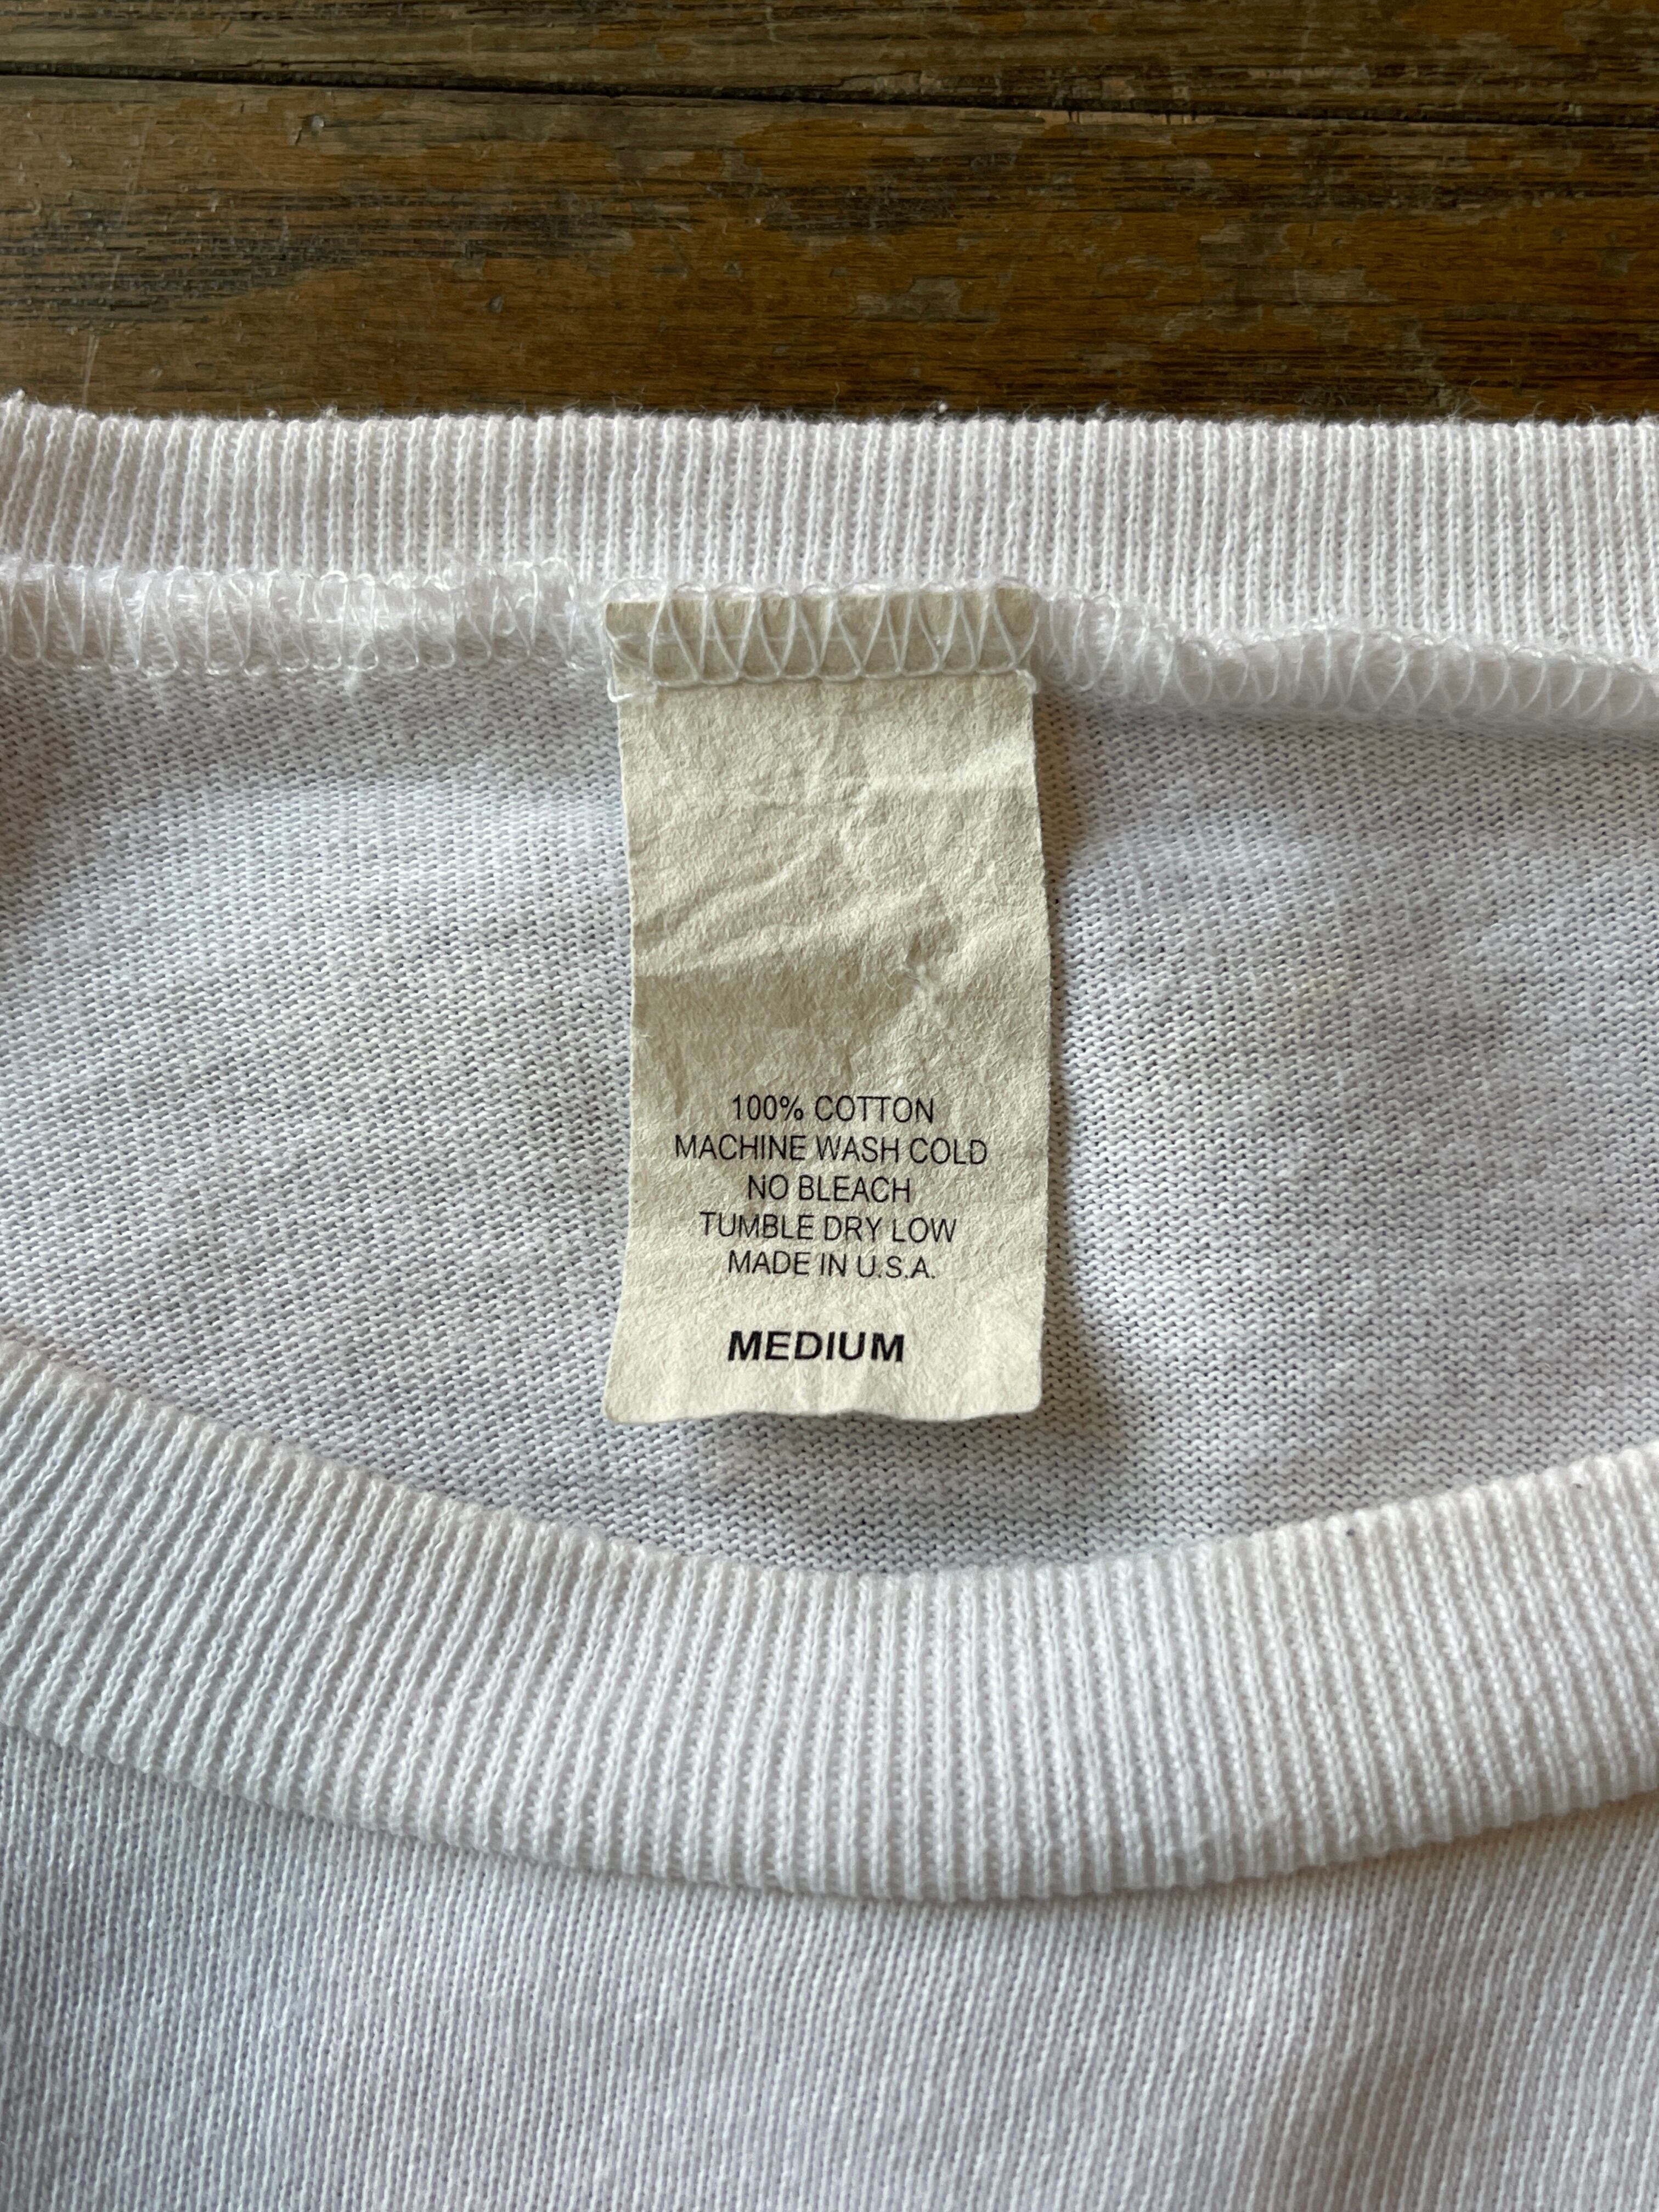 100% COTTON
MACHINE WASH COLD
NO BLEACH
TUMBLE DRY LOW
MADE IN U.S.A.
MEDIUM